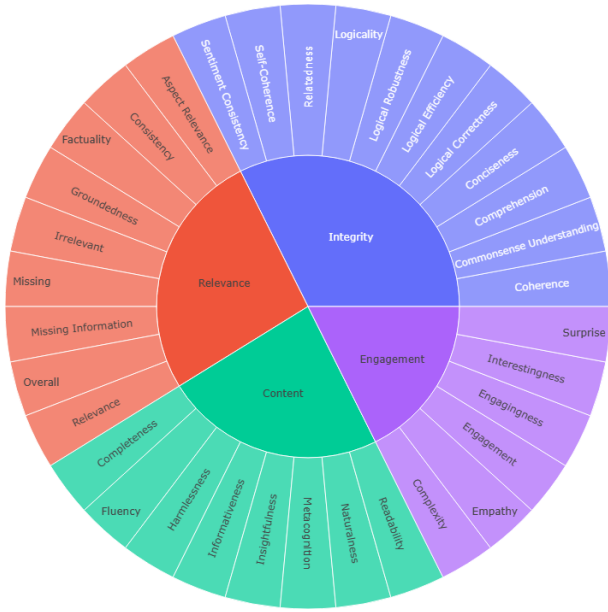 Integrity
Sentiment Consistency
Self-Coherence
Relatedness
Logicality
Logical Robustness
Logical Efficiency
Logical Correctness
Conciseness
Comprehension
Commonsense Understanding
Coherence
Engagement
Surprise
Interestingness
Engagingness
Engagement
Empathy
Complexity
Content
Readability
Naturalness
Metacognition
Insightfulness
Informativeness
Harmlessness
Fluency
Completeness
Relevance
Relevance
Overall
Missing Information
Missing
Irrelevant
Groundedness
Factuality
Consistency
Aspect Relevance